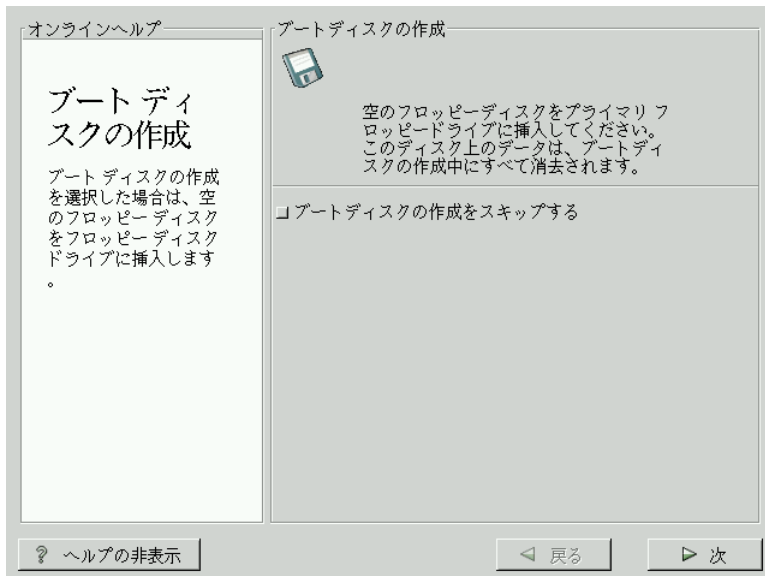 オンラインヘルプ
ブート ディ
スクの作成
ブート ディスクの作成
を選択した場合は、空
のフロッピー ディスク
をフロッピー ディスク
ドライブに挿入します
。
ブートディスクの作成
空のフロッピーディスクをプライマリ フ
ロッピードライブに挿入してください。
このディスク上のデータは、ブートディ
スクの作成中にすべて消去されます。
ブートディスクの作成をスキップする
? ヘルプの非表示
戻る
次